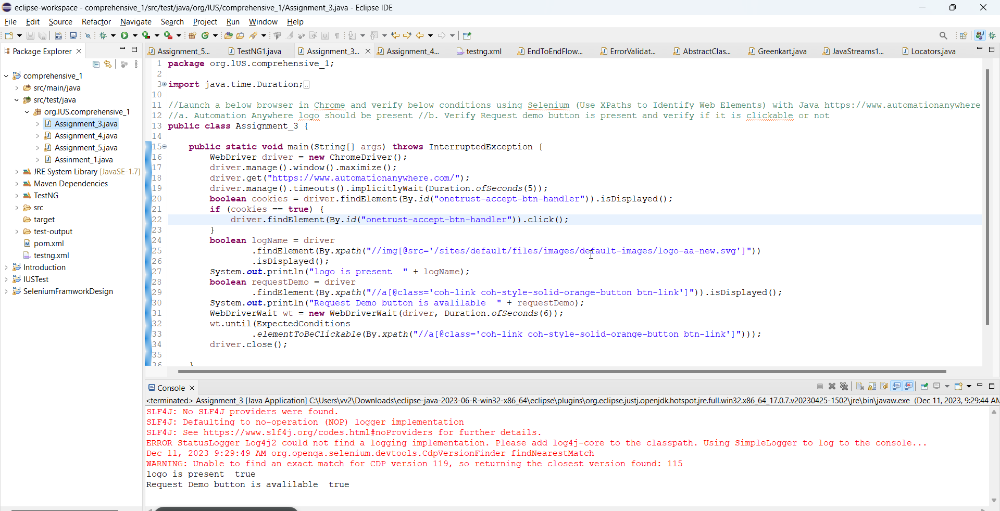 eclipse-workspace - comprehensive_1/src/test/java/org/IUS/comprehensive_1/Assignment_3.java - Eclipse IDE
File Edit Source Refactor Navigate Search Project Run Window Help
Package Explorer
Assignment_5... TestNG1.java Assignment_3... Assignment_4... testng.xml EndToEndFlow... ErrorValidat... AbstractClas... Greenkart.java JavaStreams1... Locators.java
comprehensive_1
src/main/java
src/test/java
org.IUS.comprehensive_1
Assignment_3.java
Assignment_4.java
Assignment_5.java
Assinment_1.java
JRE System Library [JavaSE-1.7]
Maven Dependencies
TestNG
src
target
test-output
pom.xml
testng.xml
Introduction
IUSTest
SeleniumFramworkDesign
1 package org.IUS.comprehensive_1;
2
3 import java.time.Duration;
10
11 //Launch a below browser in Chrome and verify below conditions using Selenium (Use XPaths to Identify Web Elements) with Java https://www.automationanywhere
12 //a. Automation Anywhere logo should be present //b. Verify Request demo button is present and verify if it is clickable or not
13 public class Assignment_3 {
14
15 public static void main(String[] args) throws InterruptedException {
16 WebDriver driver = new ChromeDriver();
17 driver.manage().window().maximize();
18 driver.get("https://www.automationanywhere.com/");
19 driver.manage().timeouts().implicitlyWait(Duration.ofSeconds(5));
20 boolean cookies = driver.findElement(By.id("onetrust-accept-btn-handler")).isDisplayed();
21 if (cookies == true) {
22 driver.findElement(By.id("onetrust-accept-btn-handler")).click();
23 }
24 boolean logName = driver
25 .findElement(By.xpath("//img[@src='/sites/default/files/images/default-images/logo-aa-new.svg']"))
26 .isDisplayed();
27 System.out.println("logo is present  " + logName);
28 boolean requestDemo = driver
29 .findElement(By.xpath("//a[@class='coh-link coh-style-solid-orange-button btn-link']")).isDisplayed();
30 System.out.println("Request Demo button is avalilable  " + requestDemo);
31 WebDriverWait wt = new WebDriverWait(driver, Duration.ofSeconds(6));
32 wt.until(ExpectedConditions
33 .elementToBeClickable(By.xpath("//a[@class='coh-link coh-style-solid-orange-button btn-link']")));
34 driver.close();
35
36 }
Console
<terminated> Assignment_3 [Java Application] C:\Users\vv2\Downloads\eclipse-java-2023-06-R-win32-x86_64\eclipse\plugins\org.eclipse.justj.openjdk.hotspot.jre.full.win32.x86_64_17.0.7.v20230425-1502\jre\bin\javaw.exe (Dec 11, 2023, 9:29:44 AM
SLF4J: No SLF4J providers were found.
SLF4J: Defaulting to no-operation (NOP) logger implementation
SLF4J: See https://www.slf4j.org/codes.html#noProviders for further details.
ERROR StatusLogger Log4j2 could not find a logging implementation. Please add log4j-core to the classpath. Using SimpleLogger to log to the console...
Dec 11, 2023 9:29:49 AM org.openqa.selenium.devtools.CdpVersionFinder findNearestMatch
WARNING: Unable to find an exact match for CDP version 119, so returning the closest version found: 115
logo is present  true
Request Demo button is avalilable  true